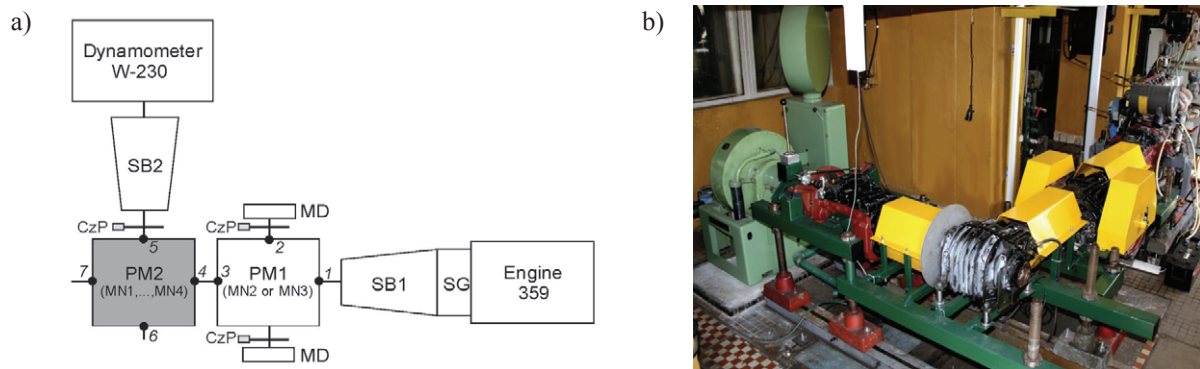 a)
b)
Dynamometer
W-230
SB2
CzP
5
CzP
MD
2
7
PM2
(MN1,...,MN4)
4
3
PM1
(MN2 or MN3)
1
SB1
SG
Engine
359
6
CzP
MD